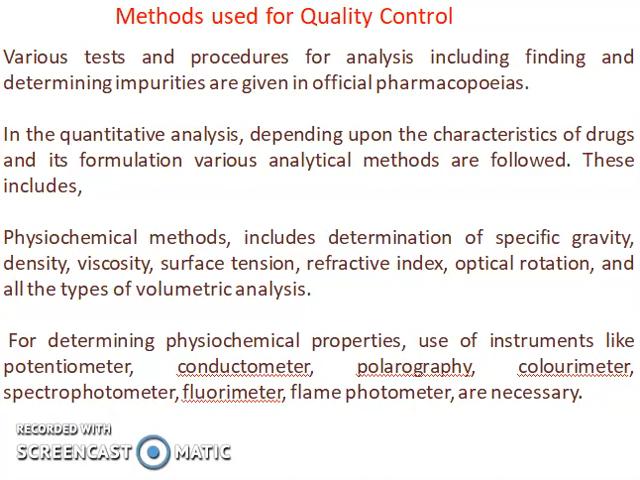 Methods used for Quality Control
Various tests and procedures for analysis including finding and
determining impurities are given in official pharmacopoeias.
In the quantitative analysis, depending upon the characteristics of drugs
and its formulation various analytical methods are followed. These
includes,
Physiochemical methods, includes determination of specific gravity,
density, viscosity, surface tension, refractive index, optical rotation, and
all the types of volumetric analysis.
For determining physiochemical properties, use of instruments like
potentiometer, conductometer, polarography, colourimeter,
spectrophotometer, fluorimeter, flame photometer, are necessary.
RECORDED WITH
SCREENCAST MATIC